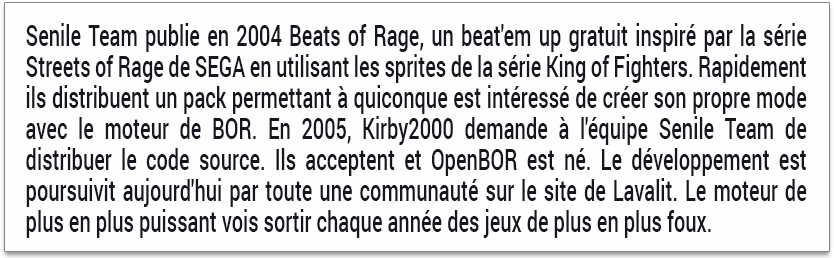 Senile Team publie en 2004 Beats of Rage, un beat'em up gratuit inspiré par la série
Streets of Rage de SEGA en utilisant les sprites de la série King of Fighters. Rapidement
ils distribuent un pack permettant à quiconque est intéressé de créer son propre mode
avec le moteur de BOR. En 2005, Kirby2000 demande à l'équipe Senile Team de
distribuer le code source. Ils acceptent et OpenBOR est né. Le développement est
poursuivit aujourd'hui par toute une communauté sur le site de Lavalit. Le moteur de
plus en plus puissant vois sortir chaque année des jeux de plus en plus foux.